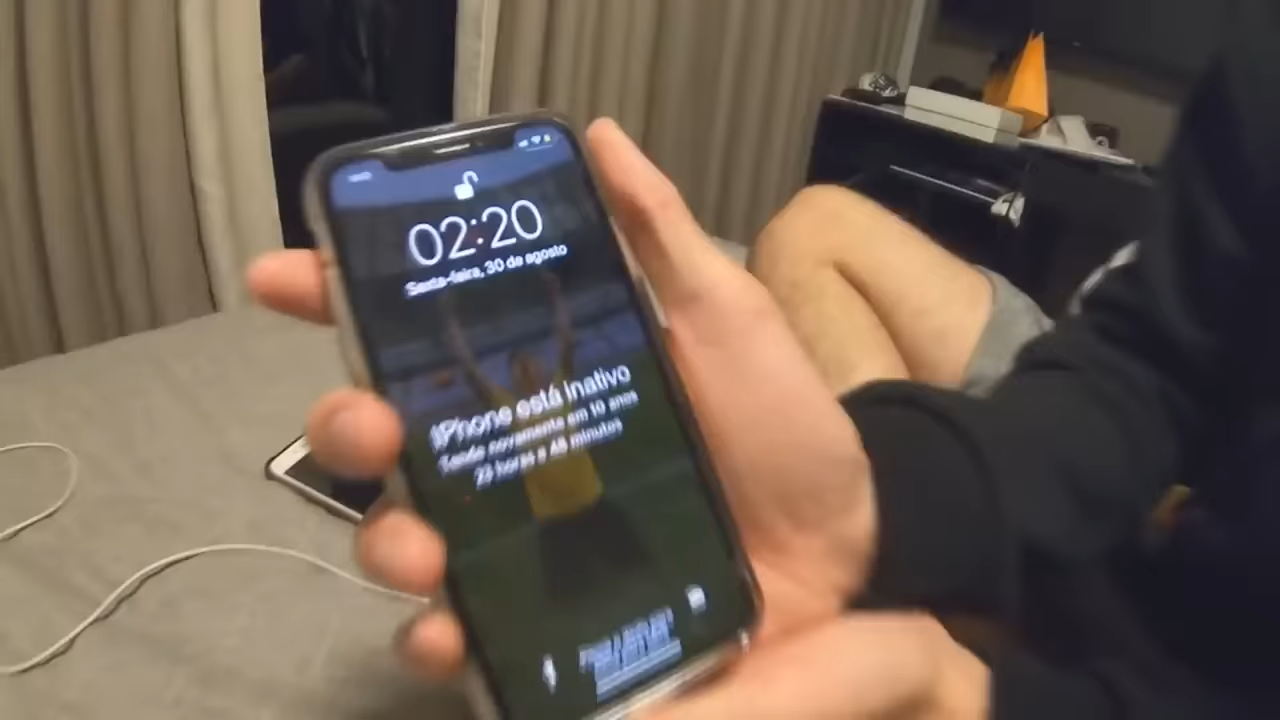 02:20
Sexta-feira, 30 de agosto
iPhone está inativo
Tente novamente em 10 anos
23 horas e 48 minutos